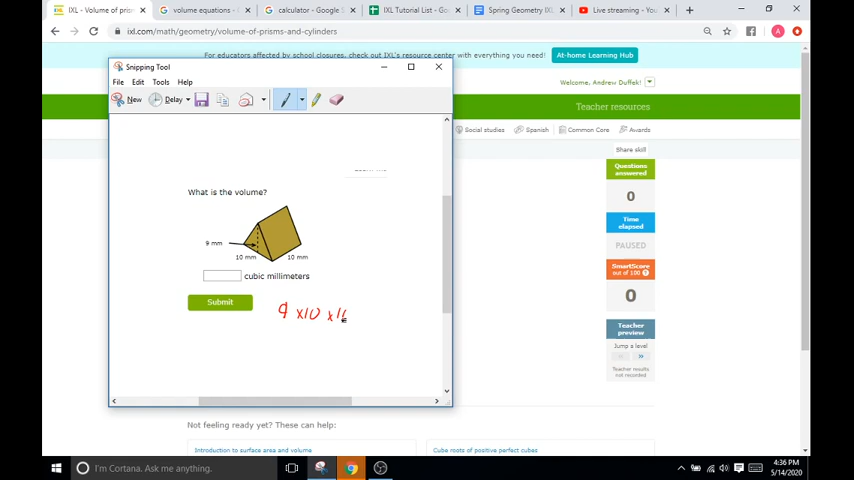 IXL - Volume of prism
volume equations -
calculator - Google S
IXL Tutorial List - Go
Spring Geometry IX
Live streaming - You
ixl.com/math/geometry/volume-of-prisms-and-cylinders
For educators affected by school closures, check out IXL's resource center with everything you need!
At-home Learning Hub
Welcome, Andrew Duffek!
Teacher resources
Social studies
Spanish
Common Core
Awards
Share skill
Snipping Tool
File Edit Tools Help
New Delay
What is the volume?
9 mm
10 mm
10 mm
cubic millimeters
Submit
9 x10 x10
Questions answered
0
Time elapsed
PAUSED
SmartScore
out of 100 ?
0
Teacher preview
Jump a level
Teacher results not recorded
Not feeling ready yet? These can help:
Introduction to surface area and volume
Cube roots of positive perfect cubes
I'm Cortana. Ask me anything.
4:36 PM
5/14/2020